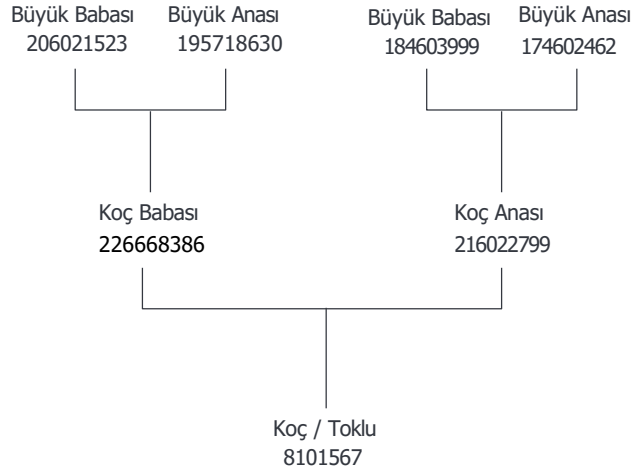 Büyük Babası
206021523
Büyük Anası
195718630
Büyük Babası
184603999
Büyük Anası
174602462
Koç Babası
226668386
Koç Anası
216022799
Koç / Toklu
8101567